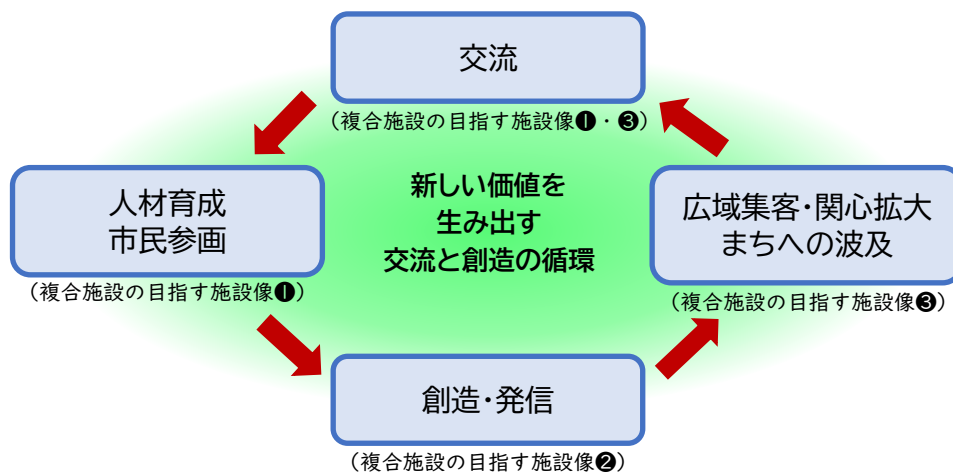 交流
（複合施設の目指す施設像❶・❸）
人材育成
市民参画
（複合施設の目指す施設像❶）
新しい価値を
生み出す
交流と創造の循環
広域集客・関心拡大
まちへの波及
（複合施設の目指す施設像❸）
創造・発信
（複合施設の目指す施設像❷）